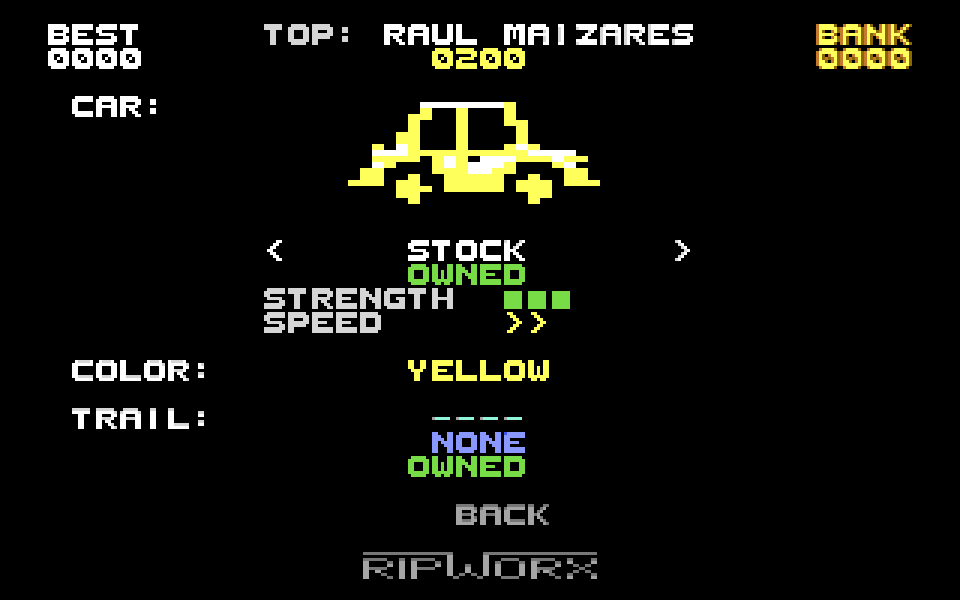 BEST TOP: RAUL MAIZARES BANK
0000 0200 0000
CAR:
< STOCK >
OWNED
STRENGTH
SPEED >>
COLOR: YELLOW
TRAIL: ----
NONE
OWNED
BACK
RIPWORX